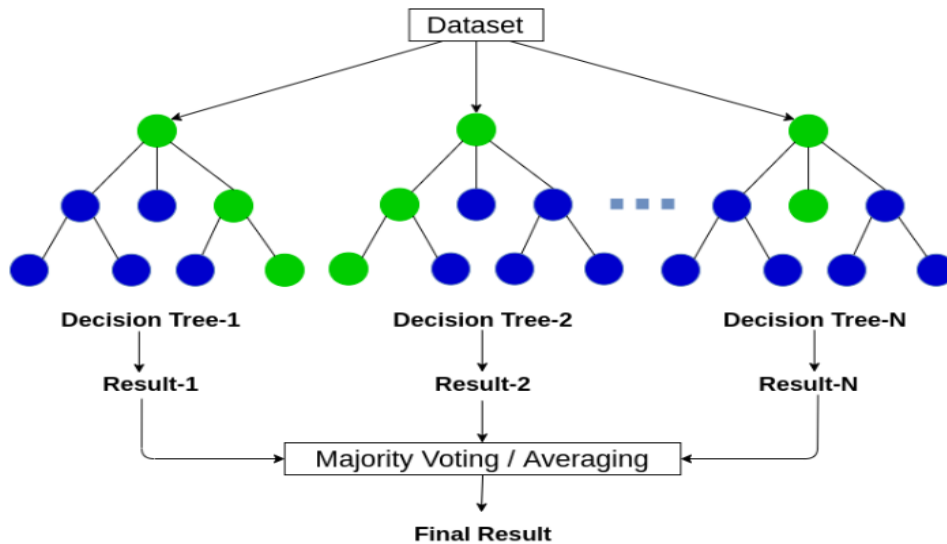 Dataset
Decision Tree-1
Decision Tree-2
Decision Tree-N
Result-1
Result-2
Result-N
Majority Voting / Averaging
Final Result